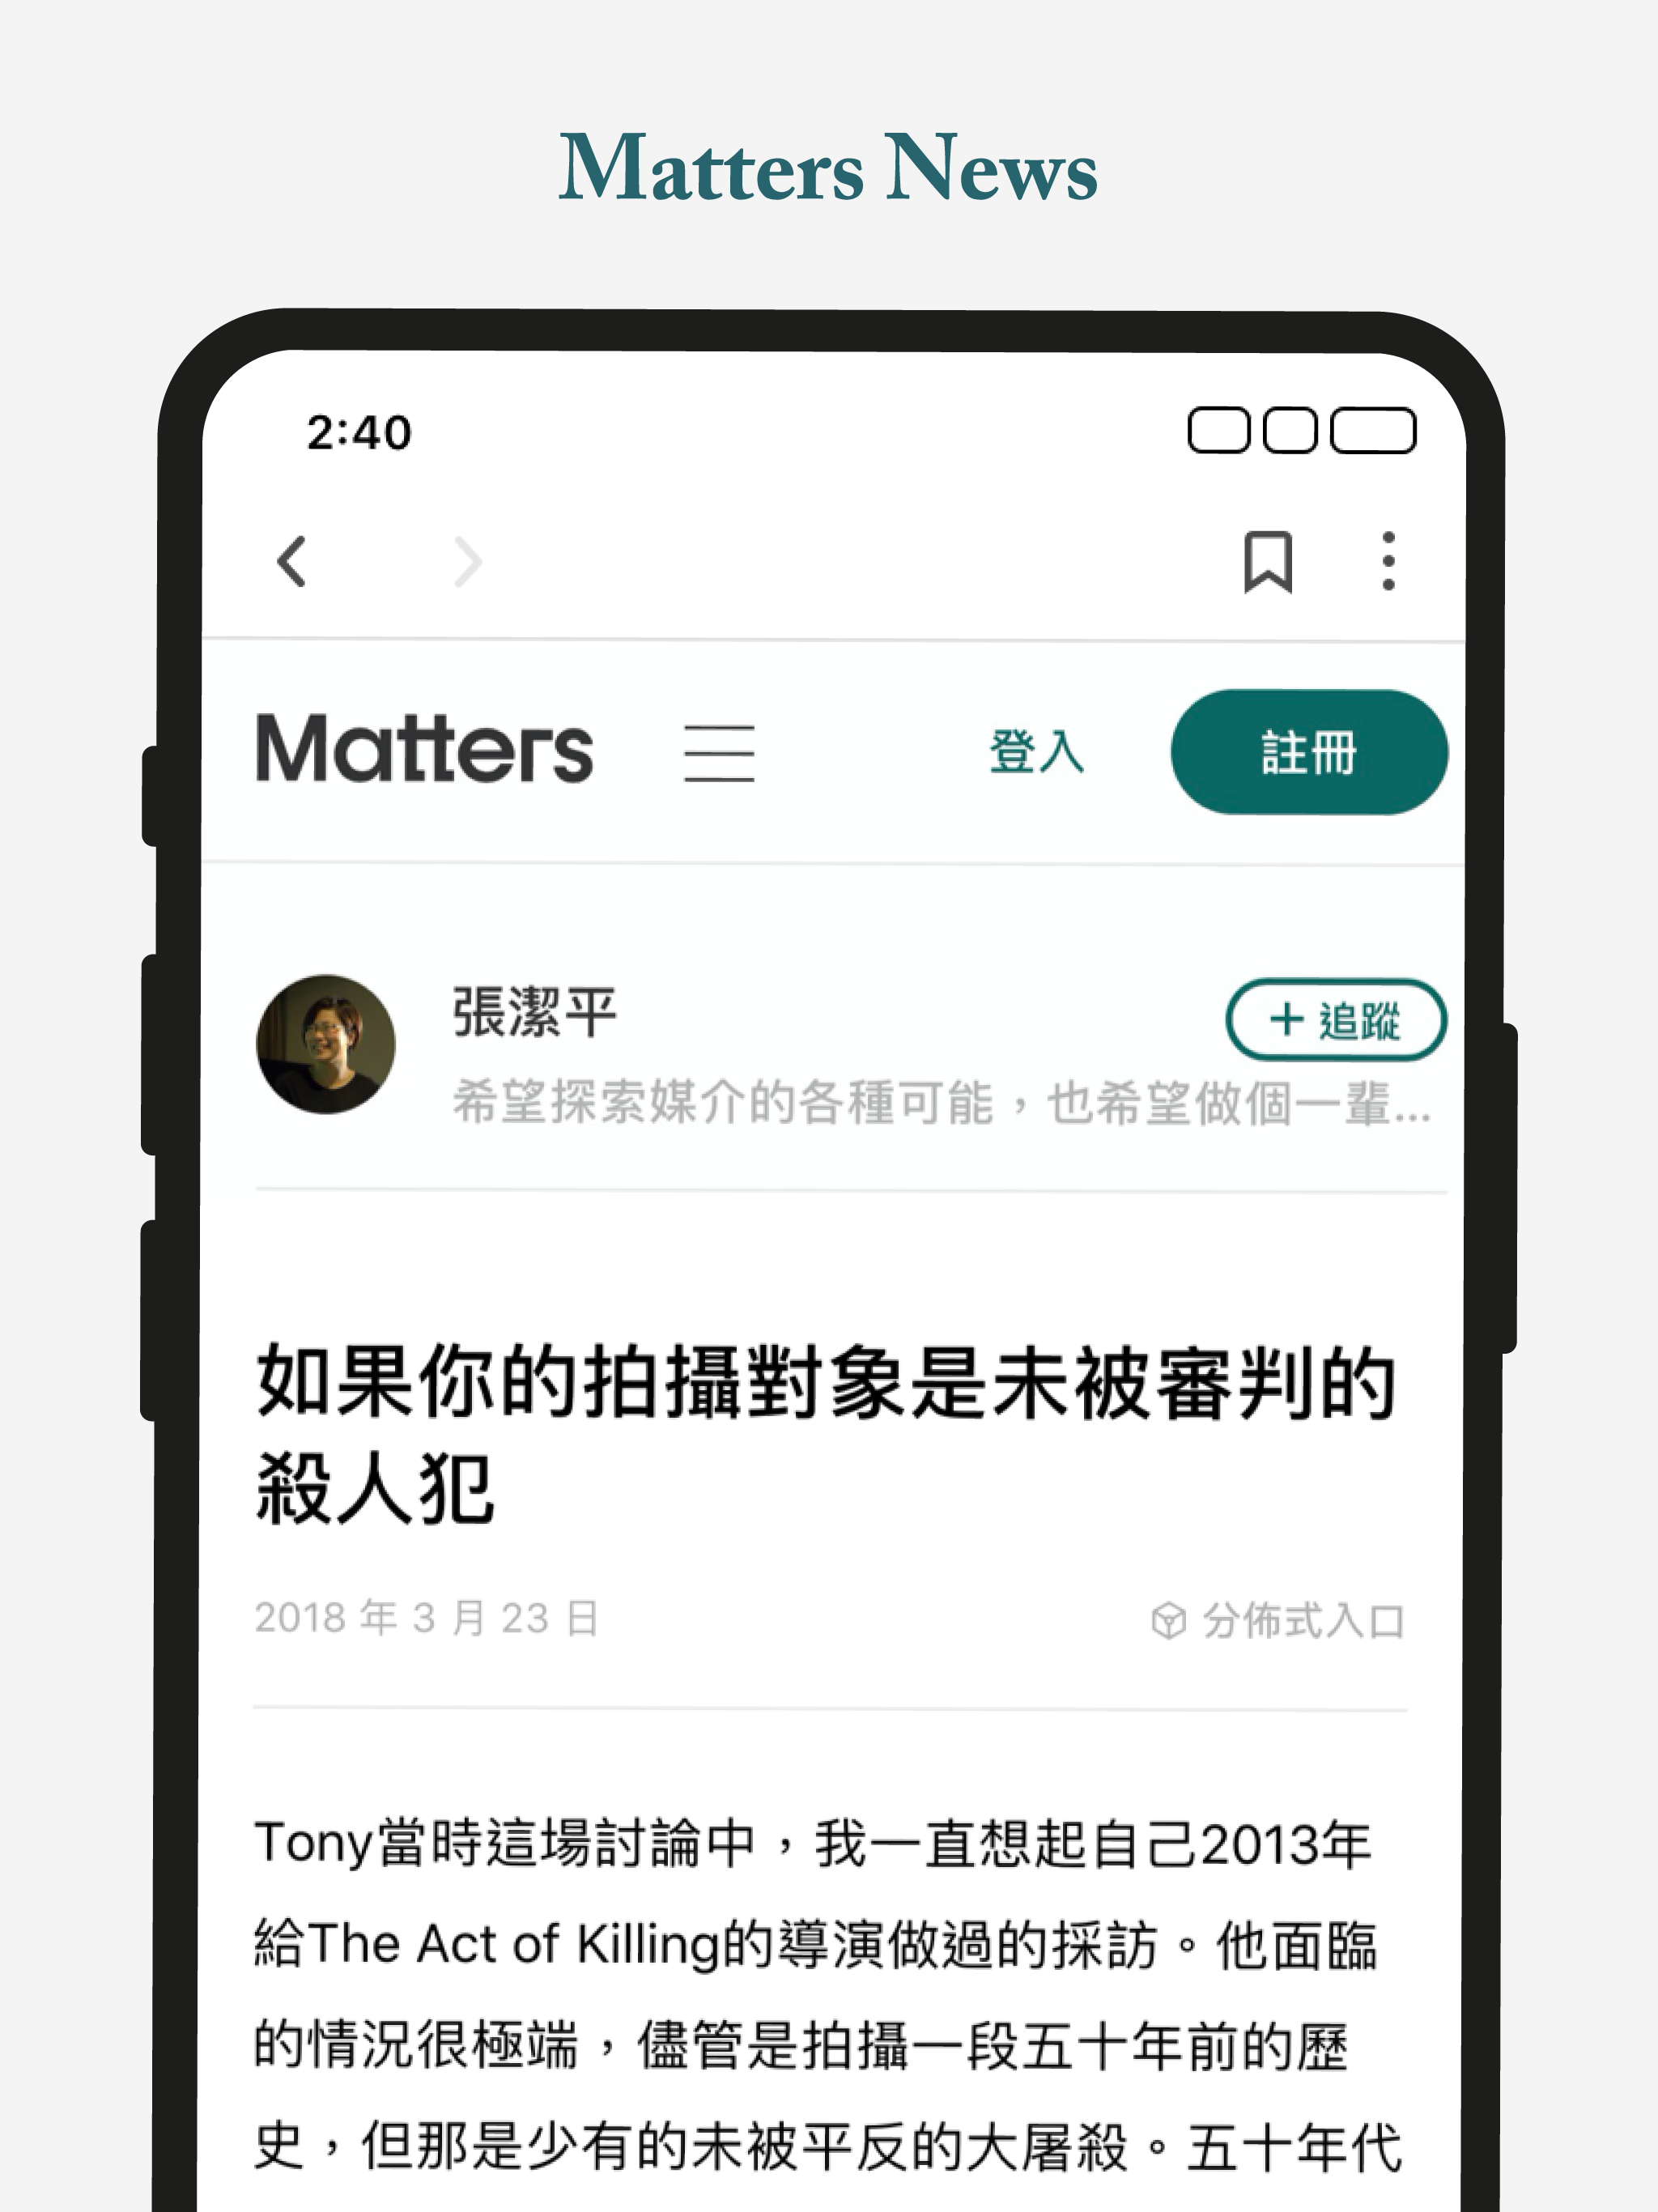 Matters News
2:40
Matters
登入
註冊
張潔平
+ 追蹤
希望探索媒介的各種可能，也希望做個一輩...
如果你的拍攝對象是未被審判的
殺人犯
2018 年 3 月 23 日
分佈式入口
Tony當時這場討論中，我一直想起自己2013年
給The Act of Killing的導演做過的採訪。他面臨
的情況很極端，儘管是拍攝一段五十年前的歷
史，但那是少有的未被平反的大屠殺。五十年代